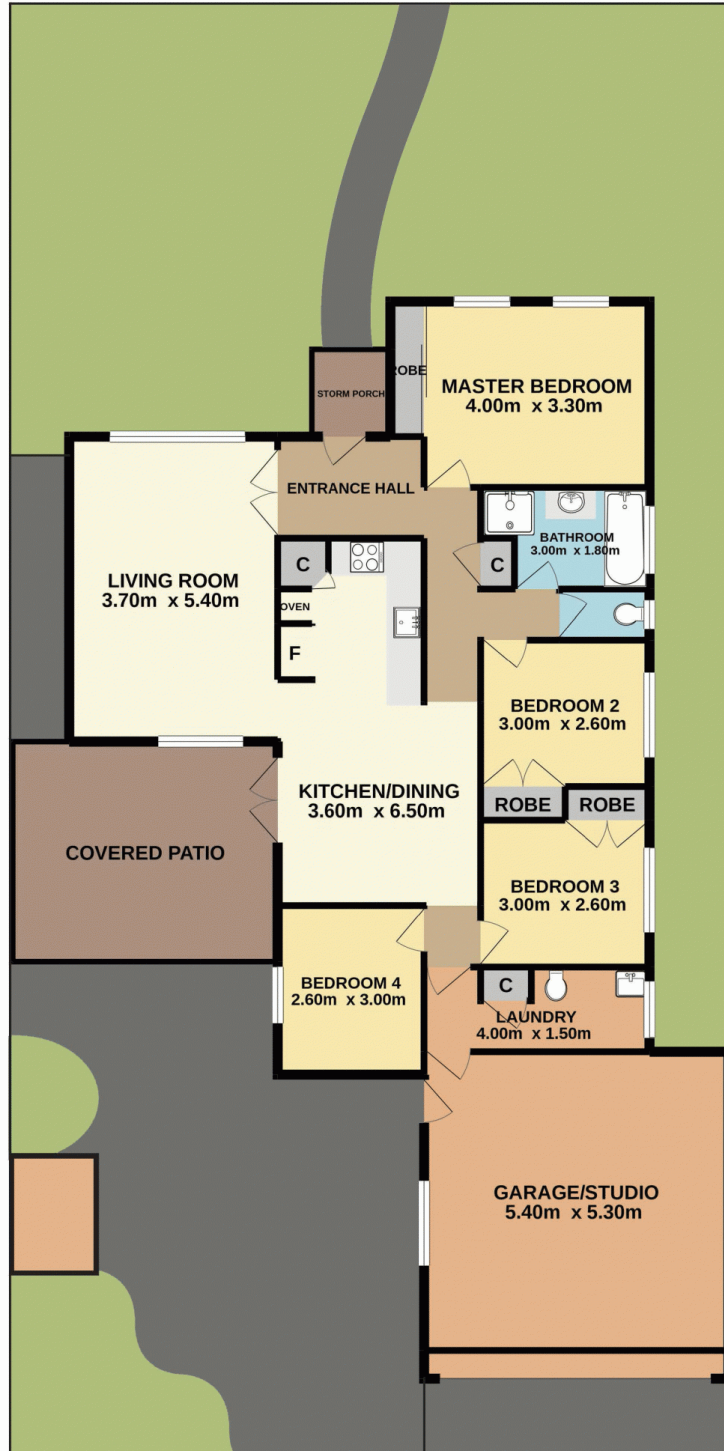 ROBE
MASTER BEDROOM
4.00m x 3.30m
STORM PORCH
ENTRANCE HALL
BATHROOM
3.00m x 1.80m
C
C
LIVING ROOM
3.70m x 5.40m
OVEN
F
BEDROOM 2
3.00m x 2.60m
KITCHEN/DINING
3.60m x 6.50m
ROBE
ROBE
COVERED PATIO
BEDROOM 3
3.00m x 2.60m
BEDROOM 4
2.60m x 3.00m
C
LAUNDRY
4.00m x 1.50m
GARAGE/STUDIO
5.40m x 5.30m